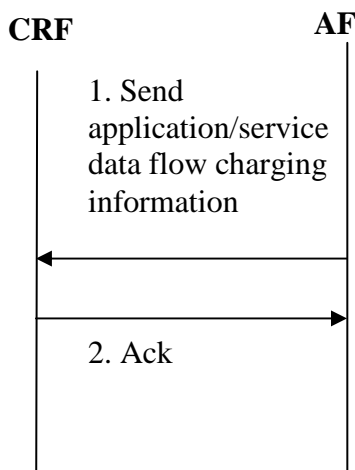 CRF
AF
1. Send
application/service
data flow charging
information
2. Ack